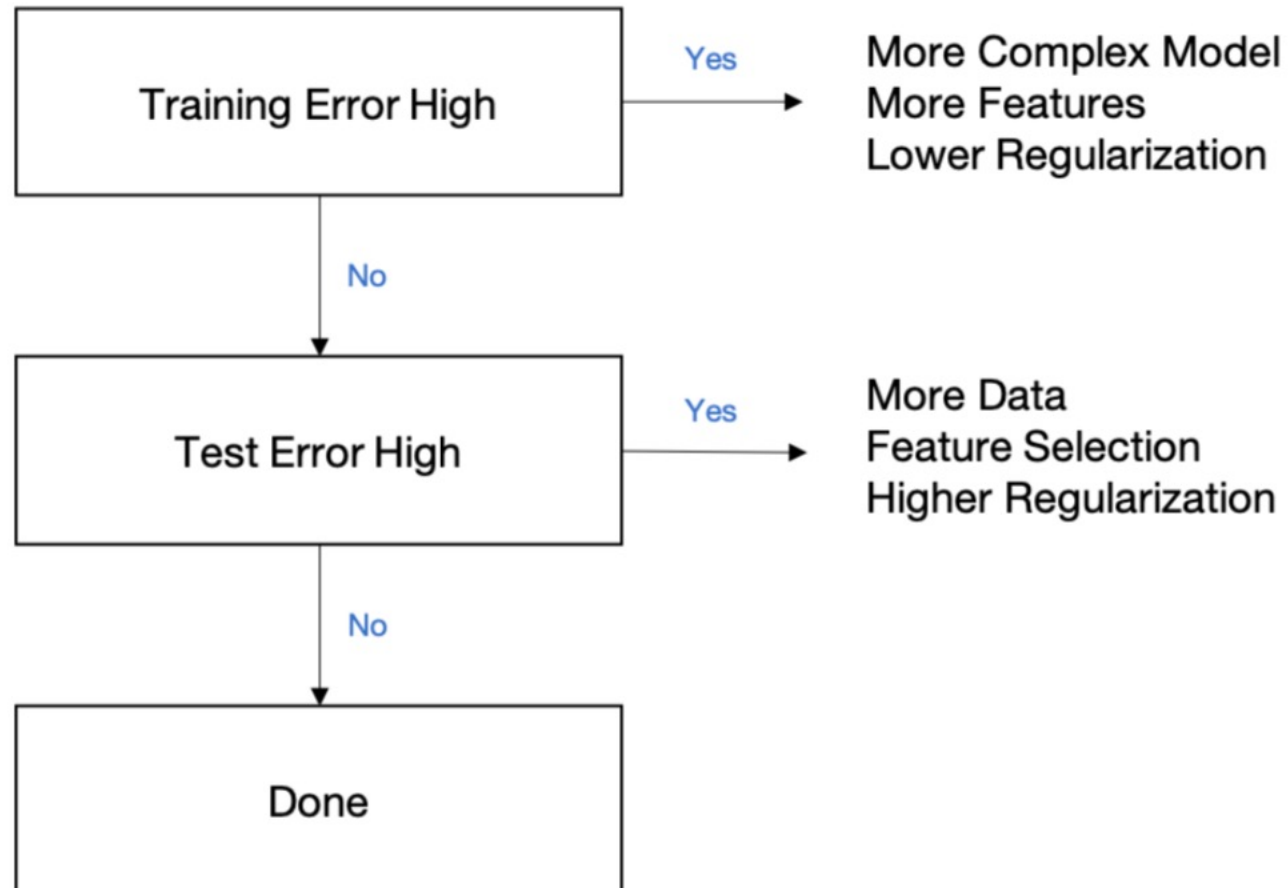 Training Error High
Yes
More Complex Model
More Features
Lower Regularization
No
Test Error High
Yes
More Data
Feature Selection
Higher Regularization
No
Done